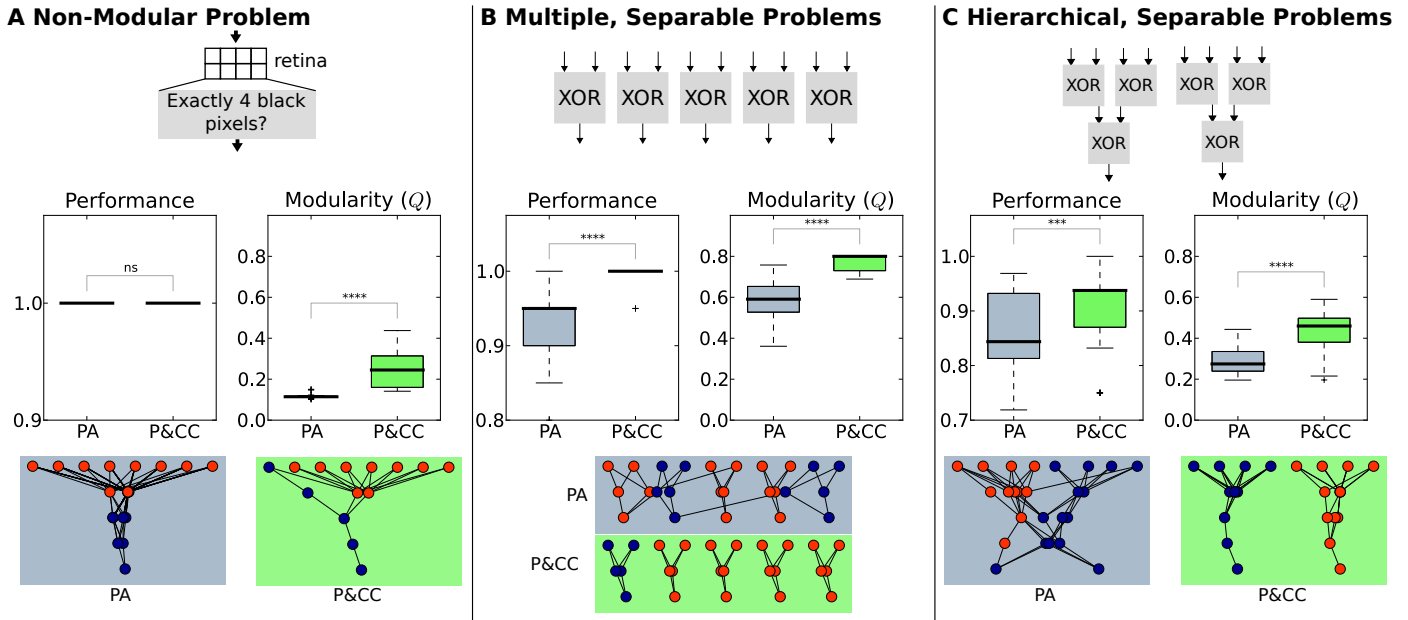 A Non-Modular Problem
retina
Exactly 4 black
pixels?
Performance
Modularity (Q)
ns
****
1.0
0.9
0.8
0.6
0.4
0.2
0.0
PA
P&CC
PA
P&CC
PA
P&CC
B Multiple, Separable Problems
XOR
XOR
XOR
XOR
XOR
Performance
Modularity (Q)
****
****
1.0
0.9
0.8
0.8
0.6
0.4
0.2
0.0
PA
P&CC
PA
P&CC
PA
P&CC
C Hierarchical, Separable Problems
XOR
XOR
XOR
XOR
XOR
XOR
Performance
Modularity (Q)
***
****
1.0
0.9
0.8
0.7
0.8
0.6
0.4
0.2
0.0
PA
P&CC
PA
P&CC
PA
P&CC